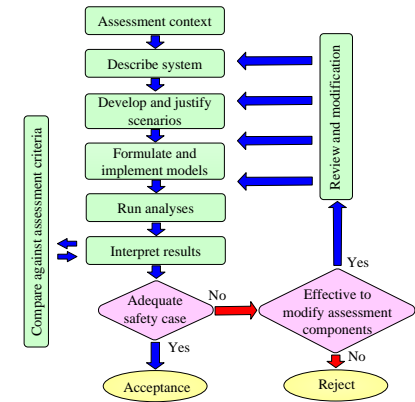 Assessment context
Describe system
Develop and justify
scenarios
Formulate and
implement models
Run analyses
Interpret results
Compare against assessment criteria
Review and modification
Adequate
safety case
No
Effective to
modify assessment
components
Yes
Yes
No
Acceptance
Reject